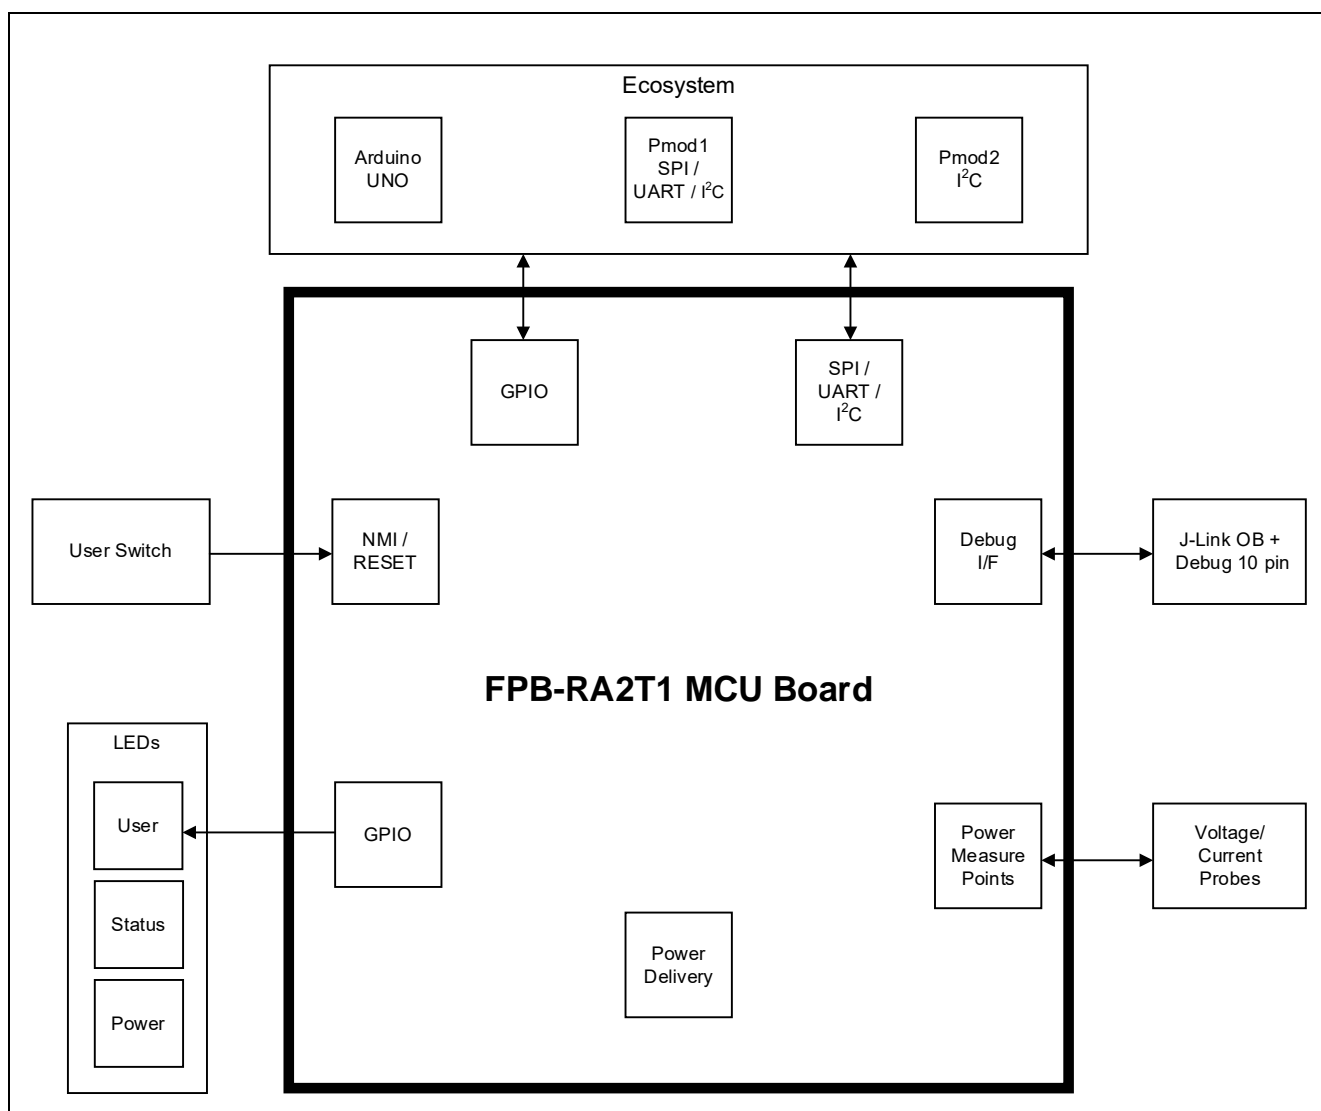 Ecosystem
Arduino
UNO
Pmod1
SPI /
UART / I²C
Pmod2
I²C
GPIO
SPI /
UART /
I²C
User Switch
NMI /
RESET
Debug
I/F
J-Link OB +
Debug 10 pin
FPB-RA2T1 MCU Board
LEDs
User
Status
Power
GPIO
Power
Measure
Points
Voltage/
Current
Probes
Power
Delivery